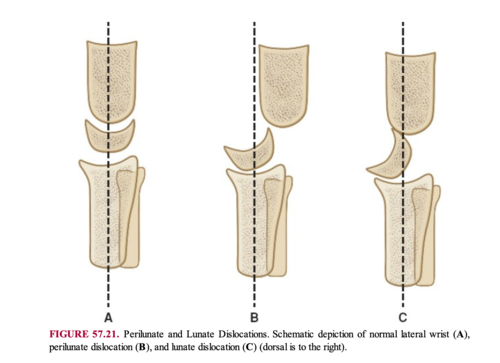 A B C
FIGURE 57.21. Perilunate and Lunate Dislocations. Schematic depiction of normal lateral wrist (A),
perilunate dislocation (B), and lunate dislocation (C) (dorsal is to the right).